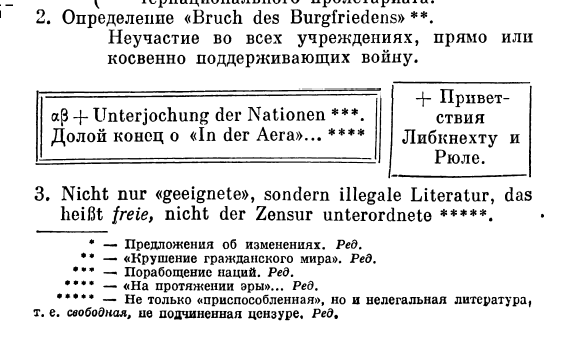 тернационального пролетариата.
2. Определение «Bruch des Burgfriedens» **.
Неучастие во всех учреждениях, прямо или
косвенно поддерживающих войну.
αβ + Unterjochung der Nationen ***.
Долой конец о «In der Aera»... ****
+ Привет-
ствия
Либкнехту и
Рюле.
3. Nicht nur «geeignete», sondern illegale Literatur, das
heißt freie, nicht der Zensur unterordnete *****.
* — Предложения об изменениях. Ред.
** — «Крушение гражданского мира». Ред.
*** — Порабощение наций. Ред.
**** — «На протяжении эры»... Ред.
***** — Не только «приспособленная», но и нелегальная литература,
т. е. свободная, не подчиненная цензуре. Ред.